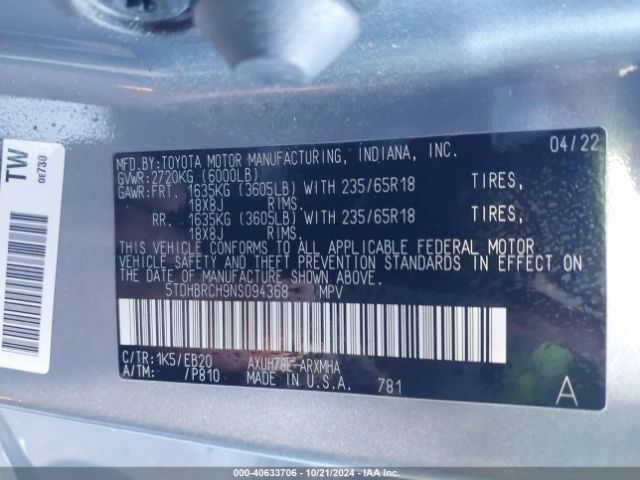 TW
0E730
MFD.BY:TOYOTA MOTOR MANUFACTURING, INDIANA, INC. 04/22
GVWR:2720KG (6000LB)
GAWR:FRT. 1635KG (3605LB) WITH 235/65R18 TIRES,
18X8J RIMS,
RR. 1635KG (3605LB) WITH 235/65R18 TIRES,
18X8J RIMS.
THIS VEHICLE CONFORMS TO ALL APPLICABLE FEDERAL MOTOR
VEHICLE SAFETY AND THEFT PREVENTION STANDARDS IN EFFECT ON
THE DATE OF MANUFACTURE SHOWN ABOVE.
5TDHBRCH9NS094368 MPV
C/TR:1K5/EB20 AXUH78L-ARXMHA
A/TM: /P810 MADE IN U.S.A. 781 A
000-40633706 - 10/21/2024 - IAA Inc.